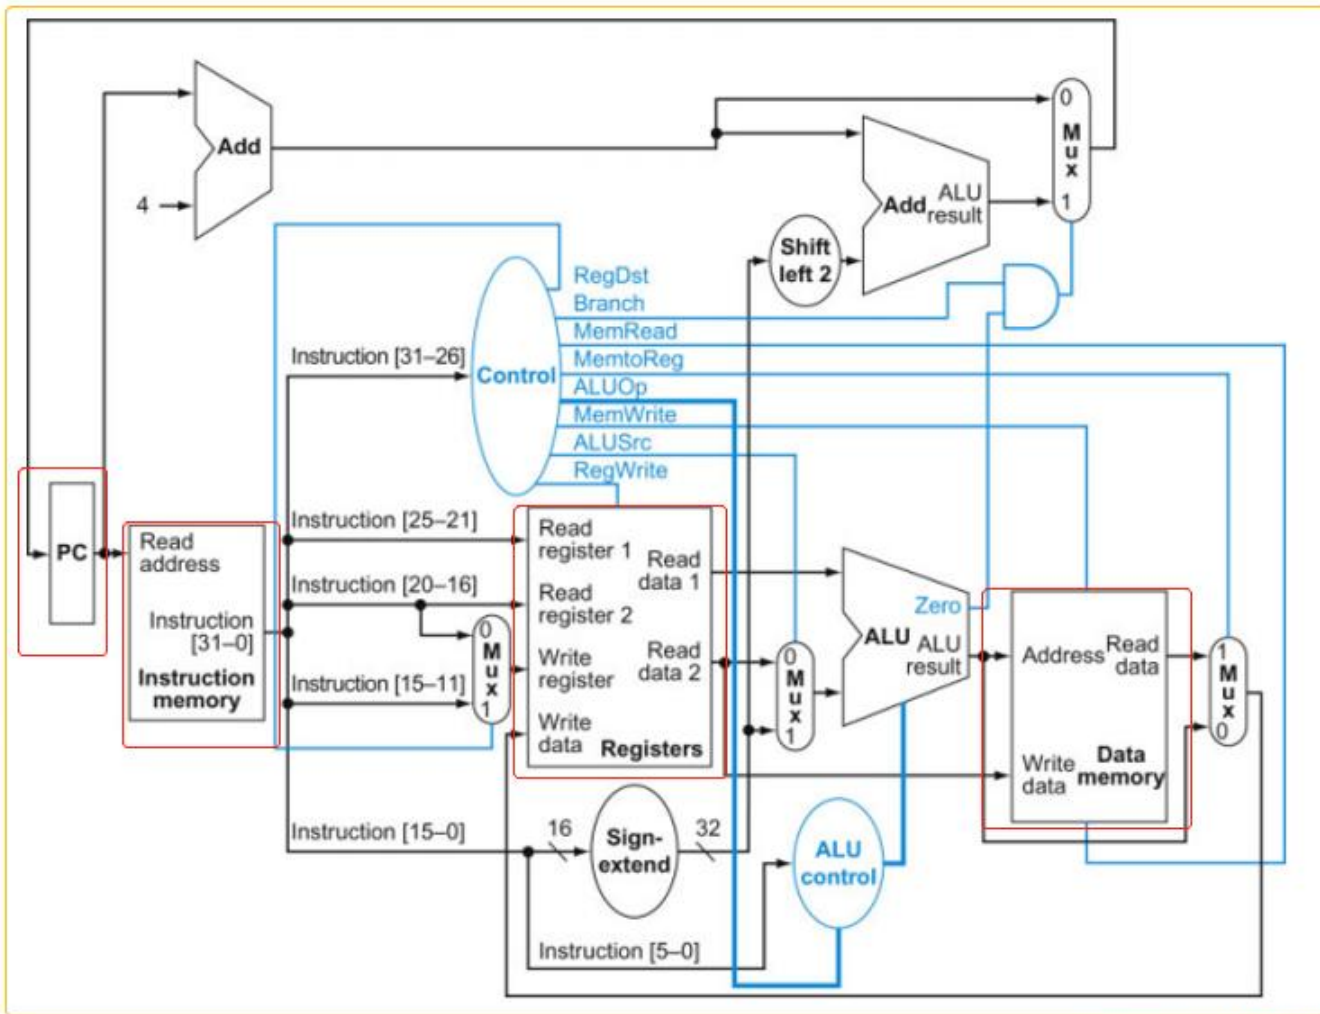 Add
4
0
M
u
x
1
Add
ALU
result
Shift
left 2
RegDst
Branch
MemRead
MemtoReg
ALUOp
MemWrite
ALUSrc
RegWrite
Control
Instruction [31–26]
PC
Read
address
Instruction
[31–0]
Instruction
memory
Instruction [25–21]
Instruction [20–16]
Instruction [15–11]
Instruction [15–0]
0
M
u
x
1
Read
register 1
Read
register 2
Write
register
Write
data
Read
data 1
Read
data 2
Registers
0
M
u
x
1
Zero
ALU
ALU
result
Address
Read
data
Write
data
Data
memory
1
M
u
x
0
16
Sign-
extend
32
ALU
control
Instruction [5–0]